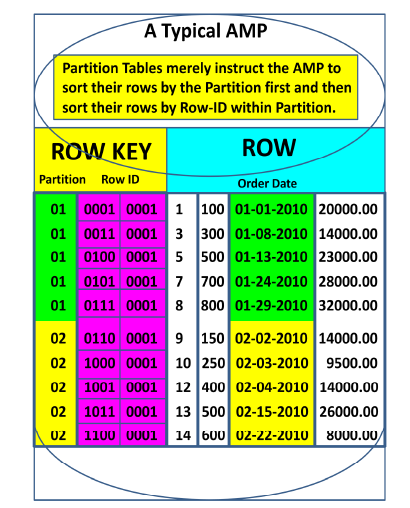 A Typical AMP
Partition Tables merely instruct the AMP to
sort their rows by the Partition first and then
sort their rows by Row-ID within Partition.
ROW KEY ROW
Partition Row ID Order Date
01 0001 0001 1 100 01-01-2010 20000.00
01 0011 0001 3 300 01-08-2010 14000.00
01 0100 0001 5 500 01-13-2010 23000.00
01 0101 0001 7 700 01-24-2010 28000.00
01 0111 0001 8 800 01-29-2010 32000.00
02 0110 0001 9 150 02-02-2010 14000.00
02 1000 0001 10 250 02-03-2010 9500.00
02 1001 0001 12 400 02-04-2010 14000.00
02 1011 0001 13 500 02-15-2010 26000.00
02 1100 0001 14 600 02-22-2010 8000.00